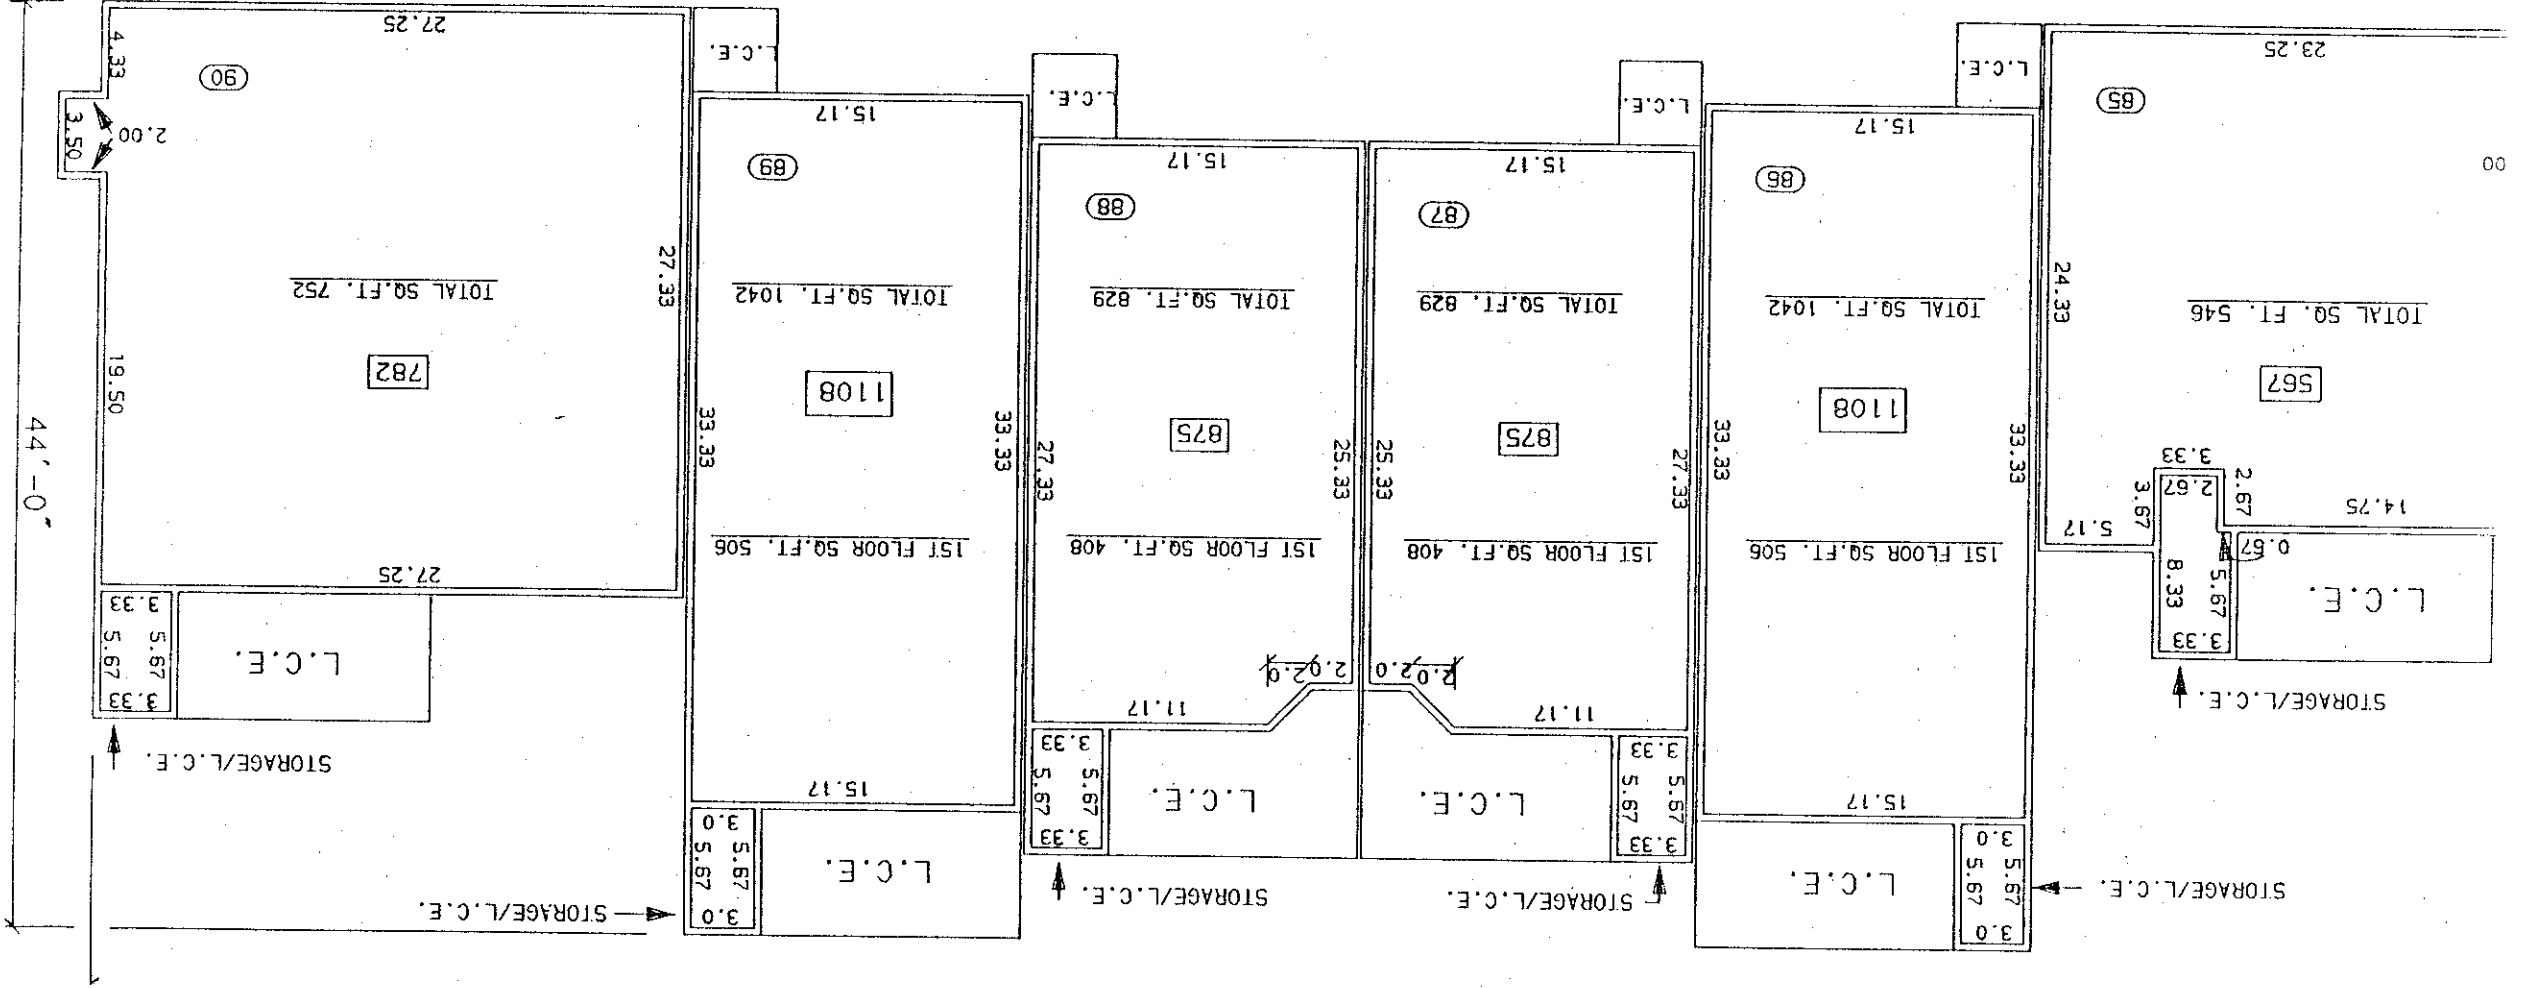 STORAGE/L.C.E.
3.33
5.67
8.33
L.C.E.
0.67
5.17
14.75
2.67
2.67
3.67
3.33
567
TOTAL SQ. FT. 546
24.33
00
85
23.25
3.0
5.67
5.67
3.0
STORAGE/L.C.E.
L.C.E.
15.17
1ST FLOOR SQ.FT. 506
33.33
33.33
1108
TOTAL SQ.FT. 1042
86
15.17
L.C.E.
STORAGE/L.C.E.
3.33
5.67
5.67
3.33
L.C.E.
11.17
2.0
2.0
1ST FLOOR SQ.FT. 408
27.33
25.33
875
TOTAL SQ.FT. 829
87
15.17
L.C.E.
STORAGE/L.C.E.
3.33
5.67
5.67
3.33
L.C.E.
11.17
2.0
2.0
1ST FLOOR SQ.FT. 408
25.33
27.33
875
TOTAL SQ.FT. 829
88
15.17
L.C.E.
STORAGE/L.C.E.
3.0
5.67
5.67
3.0
L.C.E.
15.17
1ST FLOOR SQ.FT. 506
33.33
33.33
1108
TOTAL SQ.FT. 1042
89
15.17
L.C.E.
STORAGE/L.C.E.
3.33
5.67
5.67
3.33
L.C.E.
27.25
19.50
782
TOTAL SQ.FT. 752
27.33
2.00
3.50
90
4.33
27.25
44'-0"